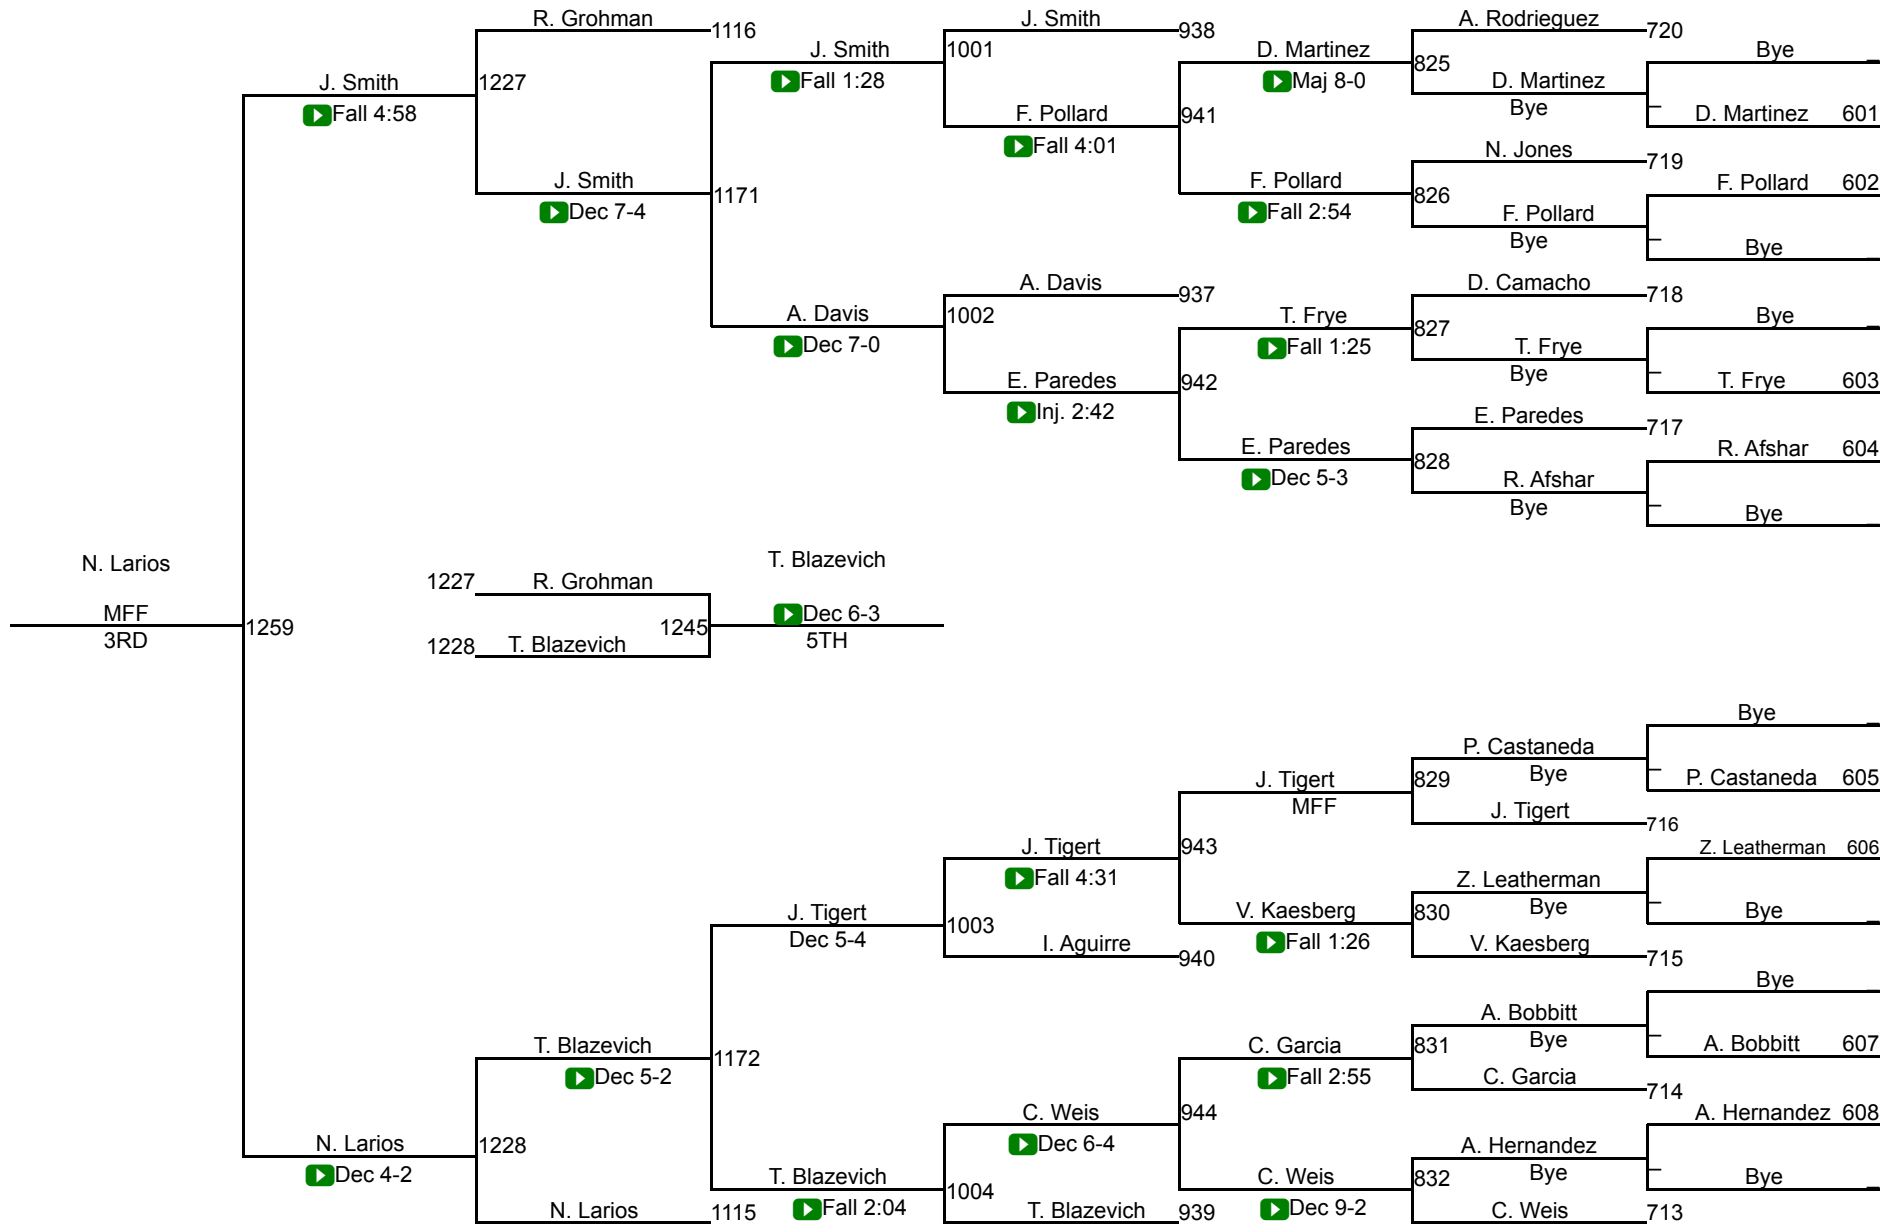 R. Grohman
1116
J. Smith
938
A. Rodrieguez
720
J. Smith
Fall 1:28
1001
D. Martinez
Maj 8-0
825
Bye
J. Smith
Fall 4:58
1227
D. Martinez
Bye
F. Pollard
Fall 4:01
941
D. Martinez 601
N. Jones
719
J. Smith
Dec 7-4
1171
F. Pollard
Fall 2:54
826
F. Pollard 602
F. Pollard
Bye
Bye
A. Davis
937
D. Camacho
718
A. Davis
Dec 7-0
1002
T. Frye
Fall 1:25
827
Bye
T. Frye
Bye
E. Paredes
Inj. 2:42
942
T. Frye 603
E. Paredes
717
E. Paredes
Dec 5-3
828
R. Afshar 604
R. Afshar
Bye
Bye
N. Larios
MFF
3RD
1259
1227 R. Grohman
1228 T. Blazevich
1245
T. Blazevich
Dec 6-3
5TH
Bye
P. Castaneda
Bye
J. Tigert
MFF
829
P. Castaneda 605
J. Tigert
716
J. Tigert
Fall 4:31
943
Z. Leatherman 606
Z. Leatherman
Bye
J. Tigert
Dec 5-4
1003
V. Kaesberg
Fall 1:26
830
Bye
I. Aguirre
940
V. Kaesberg
715
Bye
A. Bobbitt
Bye
T. Blazevich
Dec 5-2
1172
C. Garcia
Fall 2:55
831
A. Bobbitt 607
C. Garcia
714
C. Weis
Dec 6-4
944
A. Hernandez 608
N. Larios
Dec 4-2
1228
A. Hernandez
Bye
T. Blazevich
Fall 2:04
1004
C. Weis
Dec 9-2
832
Bye
N. Larios
1115
T. Blazevich
939
C. Weis
713